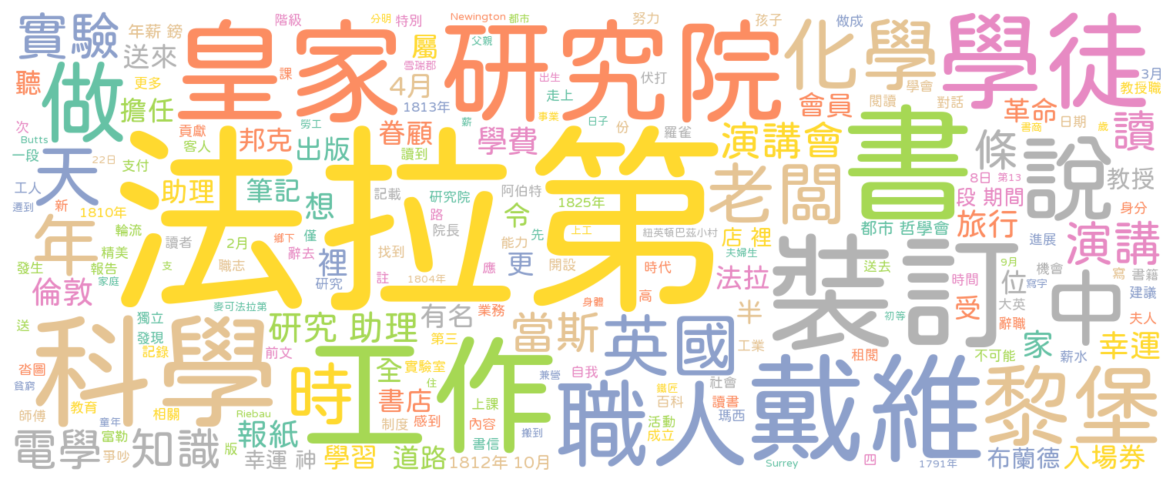 實驗 年薪 鎊 階級 分明 特別 Newington 都市 努力 孩子 做成
送來 屬 父親 課 雪瑞郡 伏打 閱讀 學會 3月
皇家 研究院 化學 學徒
聽 做 更多 4月 1813年 走上 會員 對話 革命 教授職
擔任 貢獻 客人 邦克 眷顧 勞工 薪 事業 日子 份 羅雀 日期 書商 歲
次 Butts 一段 出版 讀到 學費 出生 演講會 書 條 讀
法拉第
天 22日 支付 助理 筆記 想 記載 研究院 阿伯特 老闆 8日 第13 說 教授
工人 遷到 新 1810年 輪流 令 1825年 段 期間 身分
年 精美 讀者 2月 僅 鄉下 辭去 路 院長 先 上工 紐英頓巴茲小村 店 裡 都市 哲學會 旅行 進展 演講
發生 報告 家庭 支 職志 裡 研究 找到 能力 更 夫婦生 裝訂 送去 9月 位 機會 寫 書籍
倫敦 1804年 註 應 開設 時代 法拉 時間 寫字 大英 中 建議
送 獨立 發現 麥可法拉第 業務 身體 高 半 受 辭職 夫人
科學 記錄 研究 助理 有名 第三 當斯 英國 工業 初等 家 幸運
沓圖 前文 時 工作 全 實驗室 兼營 自我 租閱 不可能 薪水
貧窮 師傅 教育 相關 住 書店 上課 職人 鐵匠 社會 戴維 黎堡
童年 Riebau 制度 感到 內容 百科 讀書 瑪西
電學 富勒 爭吵 知識 版 報紙 書信 搬到 活動 成立
幸運 神 學習 道路 1812年 10月 Surrey 四 1791年 布蘭德 入場券